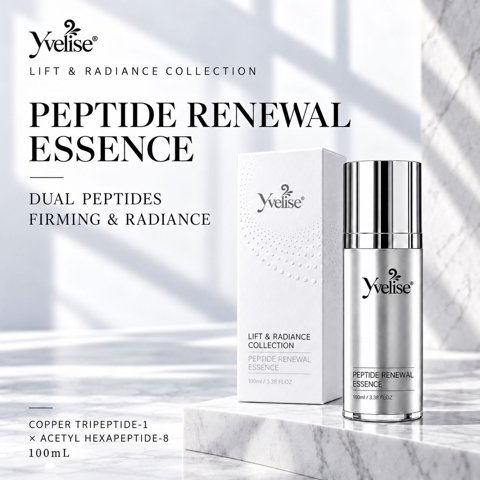 Yvelise®
LIFT & RADIANCE COLLECTION
PEPTIDE RENEWAL
ESSENCE
DUAL PEPTIDES
FIRMING & RADIANCE
Yvelise®
LIFT & RADIANCE
COLLECTION
PEPTIDE RENEWAL
ESSENCE
100ml / 3.38 FL.OZ
Yvelise®
PEPTIDE RENEWAL
ESSENCE
100ml / 3.38 FL.OZ
COPPER TRIPEPTIDE-1
× ACETYL HEXAPEPTIDE-8
100mL